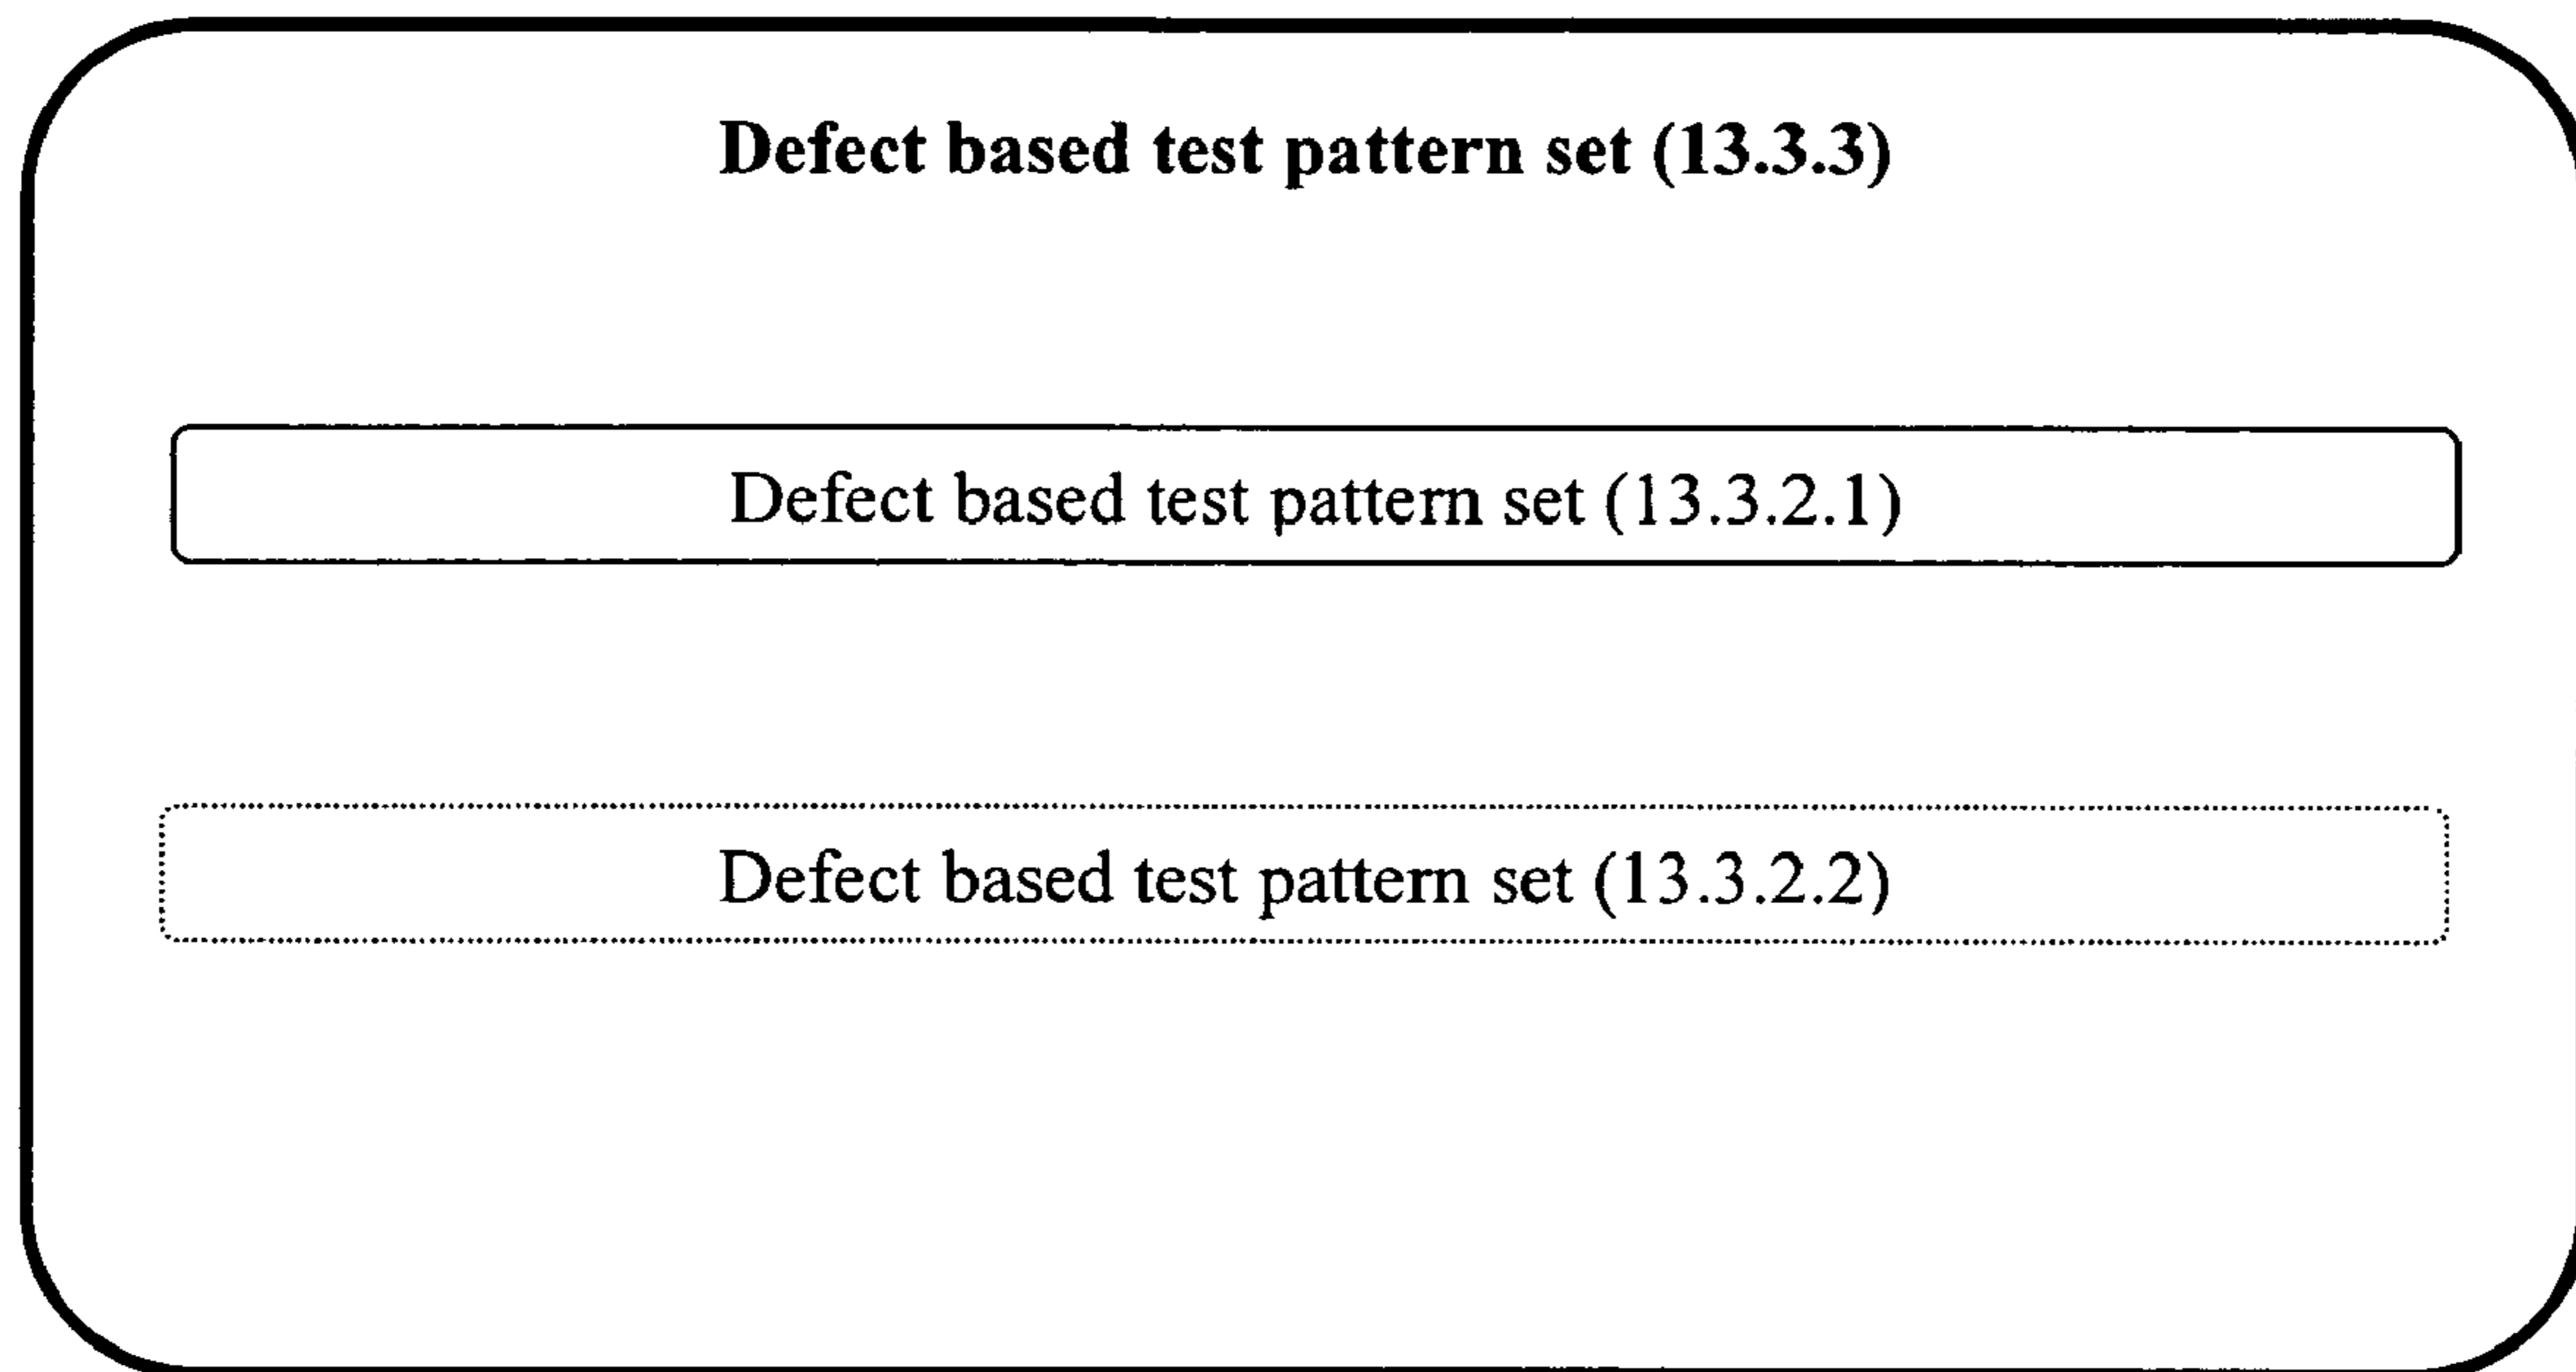 Defect based test pattern set (13.3.3)
Defect based test pattern set (13.3.2.1)
Defect based test pattern set (13.3.2.2)